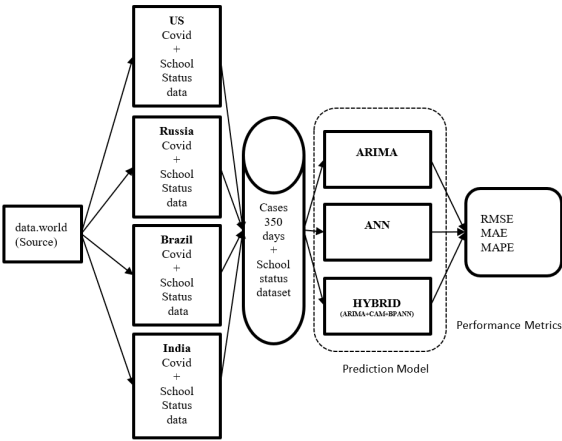 data.world
(Source)
US
Covid
+
School
Status
data
Russia
Covid
+
School
Status
data
Brazil
Covid
+
School
Status
data
India
Covid
+
School
Status
data
Cases
350
days
+
School
status
dataset
ARIMA
ANN
HYBRID
(ARIMA+CAM+BPANN)
Prediction Model
RMSE
MAE
MAPE
Performance Metrics